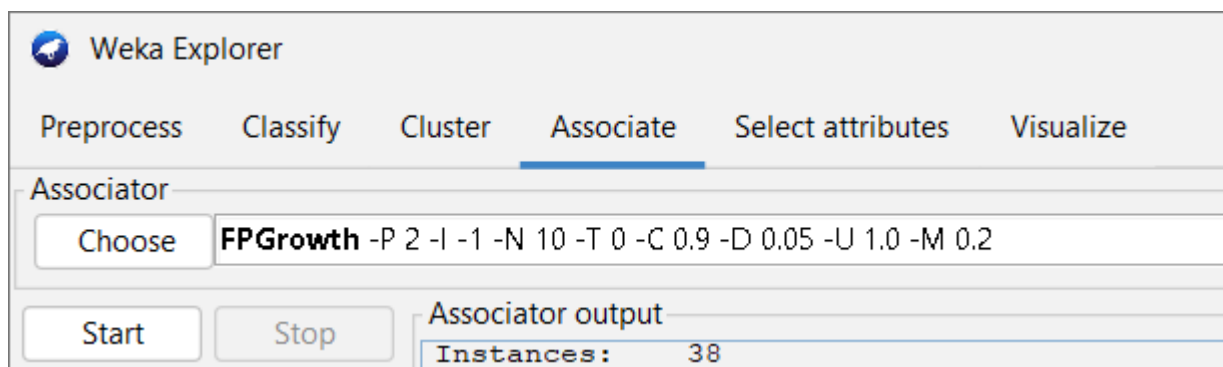 Weka Explorer
Preprocess Classify Cluster Associate Select attributes Visualize
Associator
Choose FPGrowth -P 2 -I -1 -N 10 -T 0 -C 0.9 -D 0.05 -U 1.0 -M 0.2
Start Stop Associator output
Instances: 38